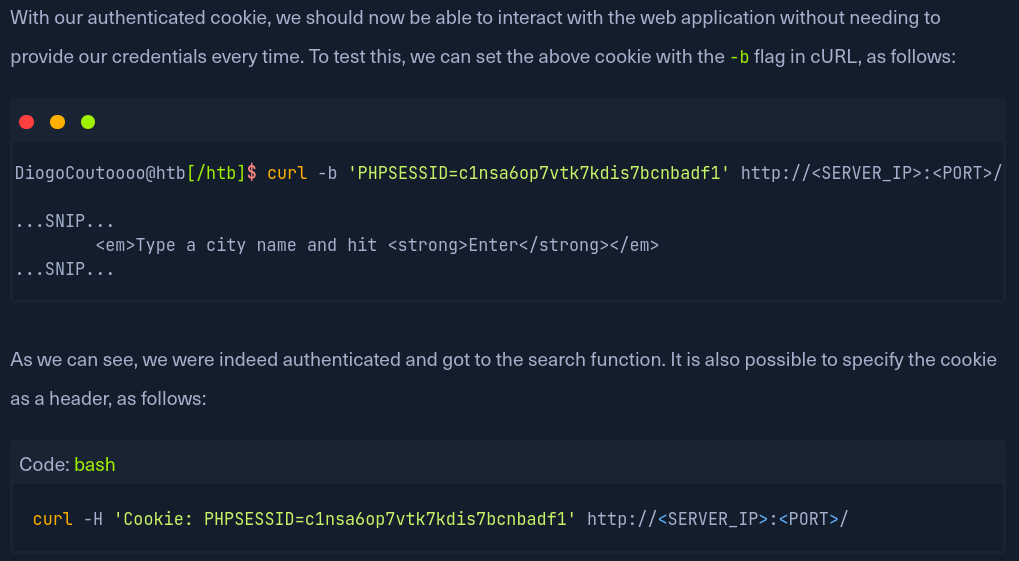 With our authenticated cookie, we should now be able to interact with the web application without needing to
provide our credentials every time. To test this, we can set the above cookie with the -b flag in cURL, as follows:
DiogoCoutoooo@htb[/htb]$ curl -b 'PHPSESSID=c1nsa6op7vtk7kdis7bcnbadf1' http://<SERVER_IP>:<PORT>/
...SNIP...
        <em>Type a city name and hit <strong>Enter</strong></em>
...SNIP...
As we can see, we were indeed authenticated and got to the search function. It is also possible to specify the cookie
as a header, as follows:
Code: bash
curl -H 'Cookie: PHPSESSID=c1nsa6op7vtk7kdis7bcnbadf1' http://<SERVER_IP>:<PORT>/